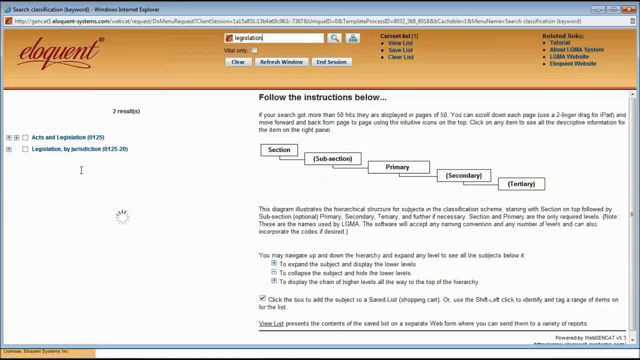 Search classification (keyword) - Windows Internet Explorer
Search classification (keyword)
eloquent
legislation
Vital only:
Clear
Refresh Window
End Session
Current list (1)
View List
Save List
Clear List
Related Links:
Tutorial
About LGMA System
LGMA Website
Eloquent Website
2 result(s)
Acts and Legislation (0125)
Legislation, by jurisdiction (0125-20)
Follow the instructions below...
If your search got more than 50 hits they are displayed in pages of 50. You can scroll down each page (use a 2-finger drag for iPad) and
move forward and back from page to page using the intuitive icons on the top. Click on any item to see all the descriptive information for
the item on the right panel.
Section
(Sub-section)
Primary
(Secondary)
(Tertiary)
This diagram illustrates the hierarchical structure for subjects in the classification scheme, starting with Section on top followed by
Sub-section (optional) Primary, Secondary, Tertiary, and further if necessary. Section and Primary are the only required levels. (Note:
These are the names used by LGMA. The software will accept any naming convention and any number of levels and can also
incorporate the codes if desired.)
You may navigate up and down the hierarchy and expand any level to see all the subjects below it:
To expand the subject and display the lower levels.
To collapse the subject and hide the lower levels.
To display the chain of higher levels all the way to the top of the hierarchy.
Click the box to add the subject to a Saved-List (shopping cart). Or, use the Shift-Left click to identify and tag a range of items on
for the list.
View List presents the contents of the saved list on a separate Web form where you can send them to a variety of reports.
Powered by WebGENCAT v5.3
Eloquent Systems Inc.